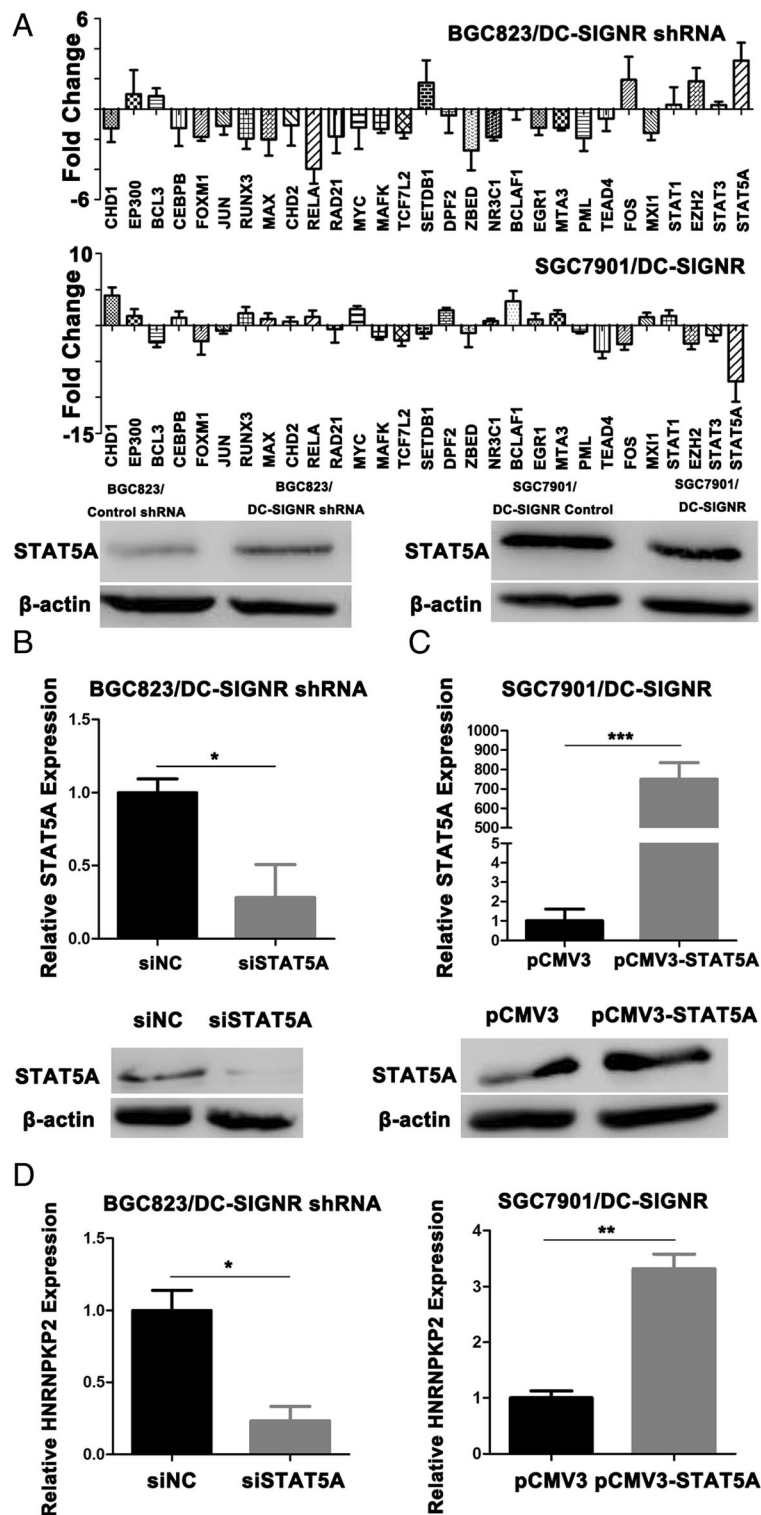 A
BGC823/DC-SIGNR shRNA
Fold Change
6
-6
CHD1 EP300 BCL3 CEBPB FOXM1 JUN RUNX3 MAX CHD2 RELA RAD21 MYC MAFK TCF7L2 SETDB1 DPF2 ZBED NR3C1 BCLAF1 EGR1 MTA3 PML TEAD4 FOS MXI1 STAT1 EZH2 STAT3 STAT5A
SGC7901/DC-SIGNR
Fold Change
10
-15
CHD1 EP300 BCL3 CEBPB FOXM1 JUN RUNX3 MAX CHD2 RELA RAD21 MYC MAFK TCF7L2 SETDB1 DPF2 ZBED NR3C1 BCLAF1 EGR1 MTA3 PML TEAD4 FOS MXI1 STAT1 EZH2 STAT3 STAT5A
BGC823/ BGC823/ SGC7901/ SGC7901/
Control shRNA DC-SIGNR shRNA DC-SIGNR Control DC-SIGNR
STAT5A STAT5A
β-actin β-actin
B
BGC823/DC-SIGNR shRNA
Relative STAT5A Expression
1.5
1.0
0.5
0.0
*
siNC siSTAT5A
siNC siSTAT5A
STAT5A
β-actin
C
SGC7901/DC-SIGNR
Relative STAT5A Expression
1000
900
800
700
600
500
5
4
3
2
1
0
***
pCMV3 pCMV3-STAT5A
pCMV3 pCMV3-STAT5A
STAT5A
β-actin
D
BGC823/DC-SIGNR shRNA
Relative HNRNPKP2 Expression
1.5
1.0
0.5
0.0
*
siNC siSTAT5A
SGC7901/DC-SIGNR
Relative HNRNPKP2 Expression
4
3
2
1
0
**
pCMV3 pCMV3-STAT5A